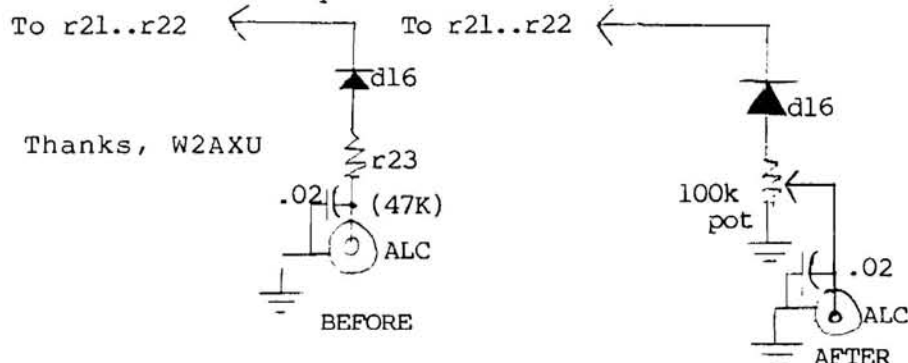 To r21..r22
To r21..r22
d16
d16
Thanks, W2AXU
r23
.02
(47K)
100k
pot
ALC
.02
BEFORE
ALC
AFTER